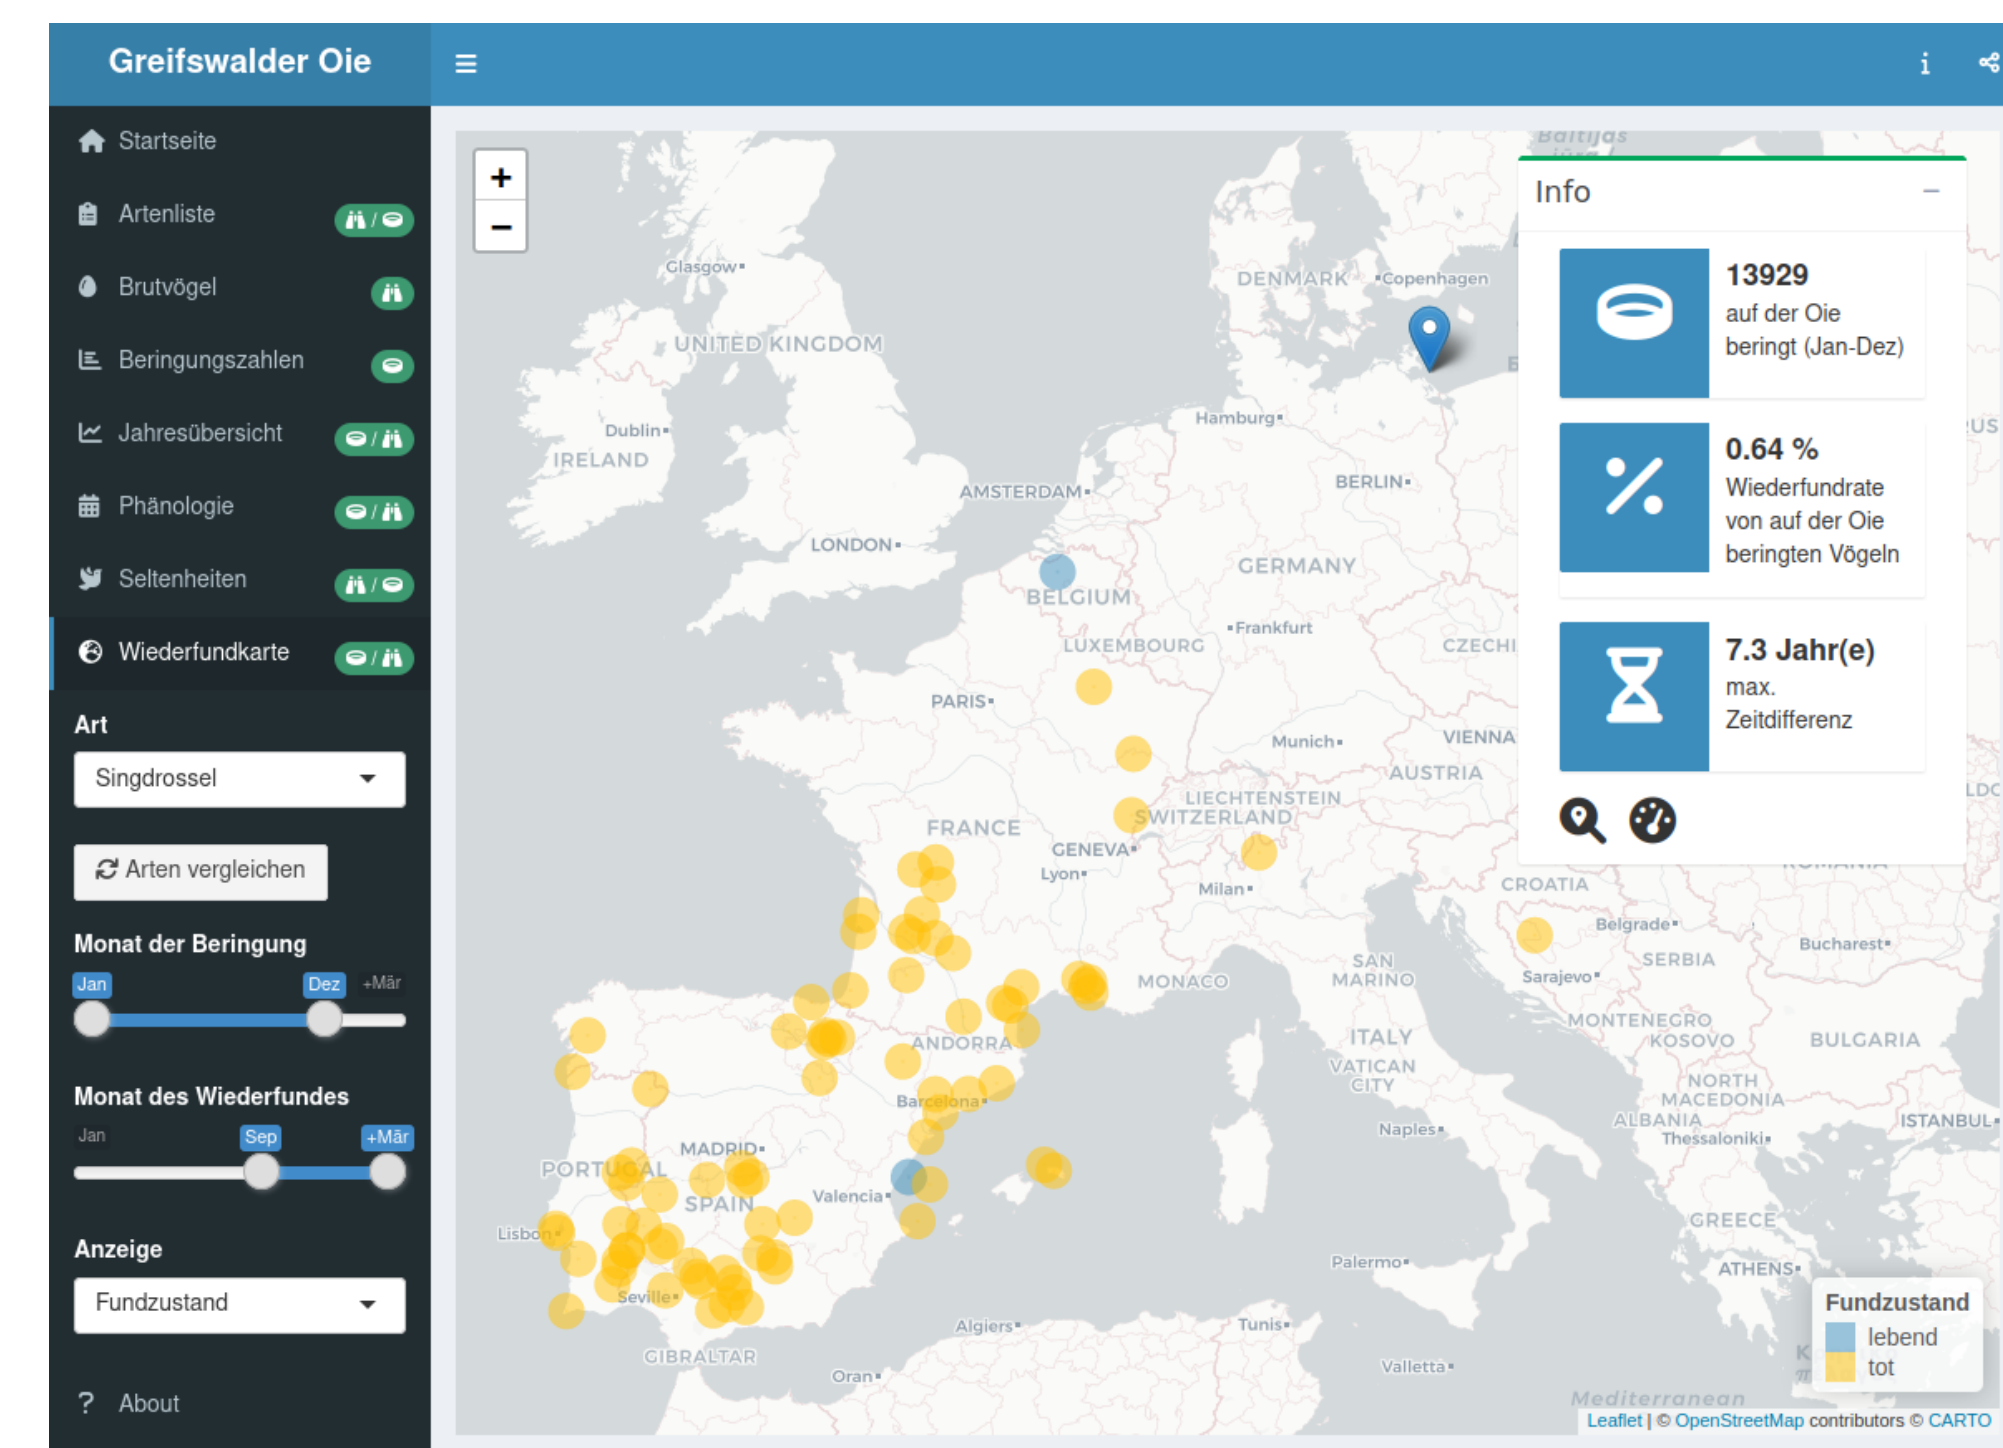 Greifswalder Oie
Startseite
Artenliste
Brutvögel
Beringungszahlen
Jahresübersicht
Phänologie
Seltenheiten
Wiederfundkarte
Art
Singdrossel
Arten vergleichen
Monat der Beringung
Jan Dez +Mär
Monat des Wiederfundes
Jan Sep +Mär
Anzeige
Fundzustand
? About
+
−
Baltijas
Glasgow
DENMARK
Copenhagen
UNITED KINGDOM
Hamburg
Dublin
IRELAND
AMSTERDAM
BERLIN
LONDON
GERMANY
BELGIUM
Frankfurt
LUXEMBOURG
CZECHI
PARIS
Munich
VIENNA
AUSTRIA
LIECHTENSTEIN
SWITZERLAND
FRANCE
GENEVA
Lyon
Milan
CROATIA
Belgrade
Bucharest
SERBIA
SAN
MARINO
MONACO
Sarajevo
MONTENEGRO
KOSOVO
BULGARIA
ITALY
ANDORRA
VATICAN
CITY
NORTH
MACEDONIA
Barcelona
ALBANIA
ISTANBUL
Thessaloniki
Naples
MADRID
PORTUGAL
Valencia
SPAIN
GREECE
Lisbon
Palermo
ATHENS
Seville
Algiers
Tunis
GIBRALTAR
Oran
Valletta
Mediterranean
Info
−
13929
auf der Oie
beringt (Jan-Dez)
0.64 %
Wiederfundrate
von auf der Oie
beringten Vögeln
7.3 Jahr(e)
max.
Zeitdifferenz
Fundzustand
lebend
tot
Leaflet | © OpenStreetMap contributors © CARTO